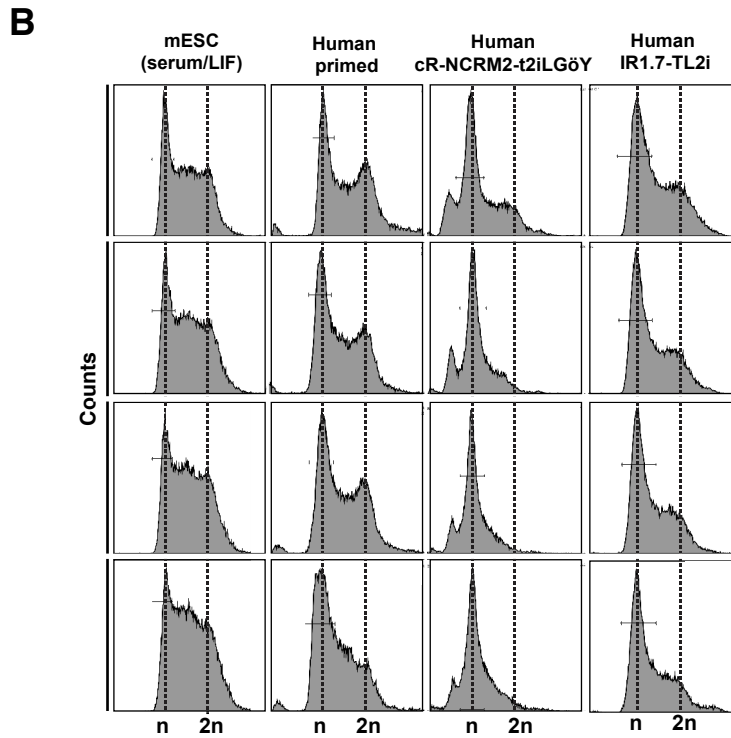 B
mESC
(serum/LIF)
Human
primed
Human
cR-NCRM2-t2iLGöY
Human
IR1.7-TL2i
Counts
n 2n n 2n n 2n n 2n